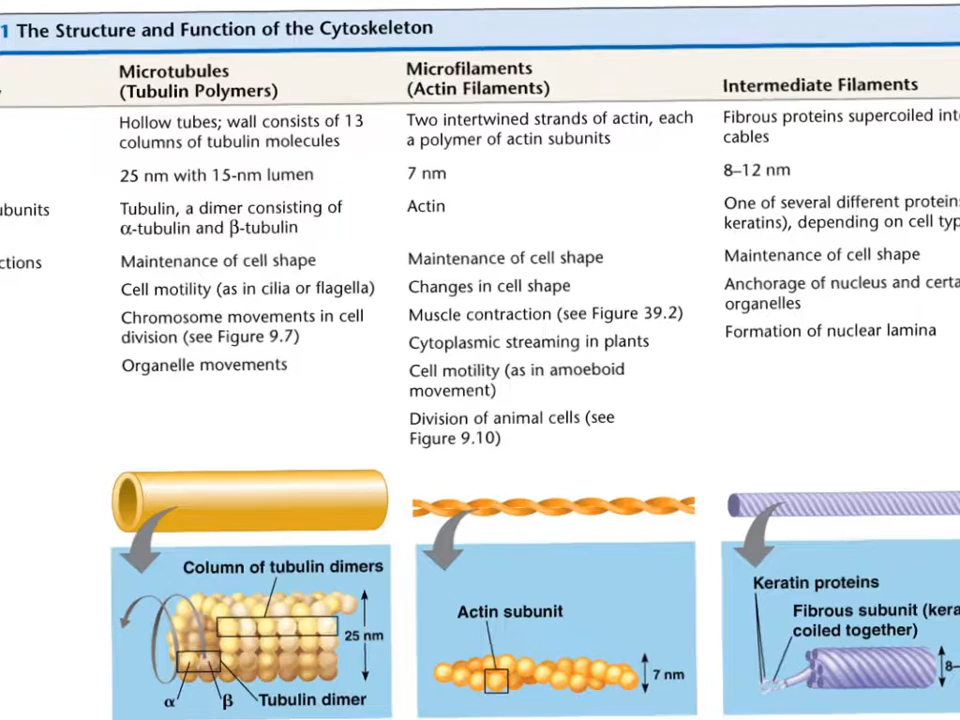 1 The Structure and Function of the Cytoskeleton
Microtubules
(Tubulin Polymers)
Microfilaments
(Actin Filaments)
Intermediate Filaments
Hollow tubes; wall consists of 13
columns of tubulin molecules
Two intertwined strands of actin, each
a polymer of actin subunits
Fibrous proteins supercoiled
cables
25 nm with 15-nm lumen
7 nm
8–12 nm
Tubulin, a dimer consisting of
α-tubulin and β-tubulin
Actin
One of several different proteins
keratins), depending on cell
Maintenance of cell shape
Cell motility (as in cilia or flagella)
Chromosome movements in cell
division (see Figure 9.7)
Organelle movements
Maintenance of cell shape
Changes in cell shape
Muscle contraction (see Figure 39.2)
Cytoplasmic streaming in plants
Cell motility (as in amoeboid
movement)
Division of animal cells (see
Figure 9.10)
Maintenance of cell shape
Anchorage of nucleus and
organelles
Formation of nuclear lamina
Column of tubulin dimers
25 nm
α
β
Tubulin dimer
Actin subunit
7 nm
Keratin proteins
Fibrous subunit
coiled together)
8–